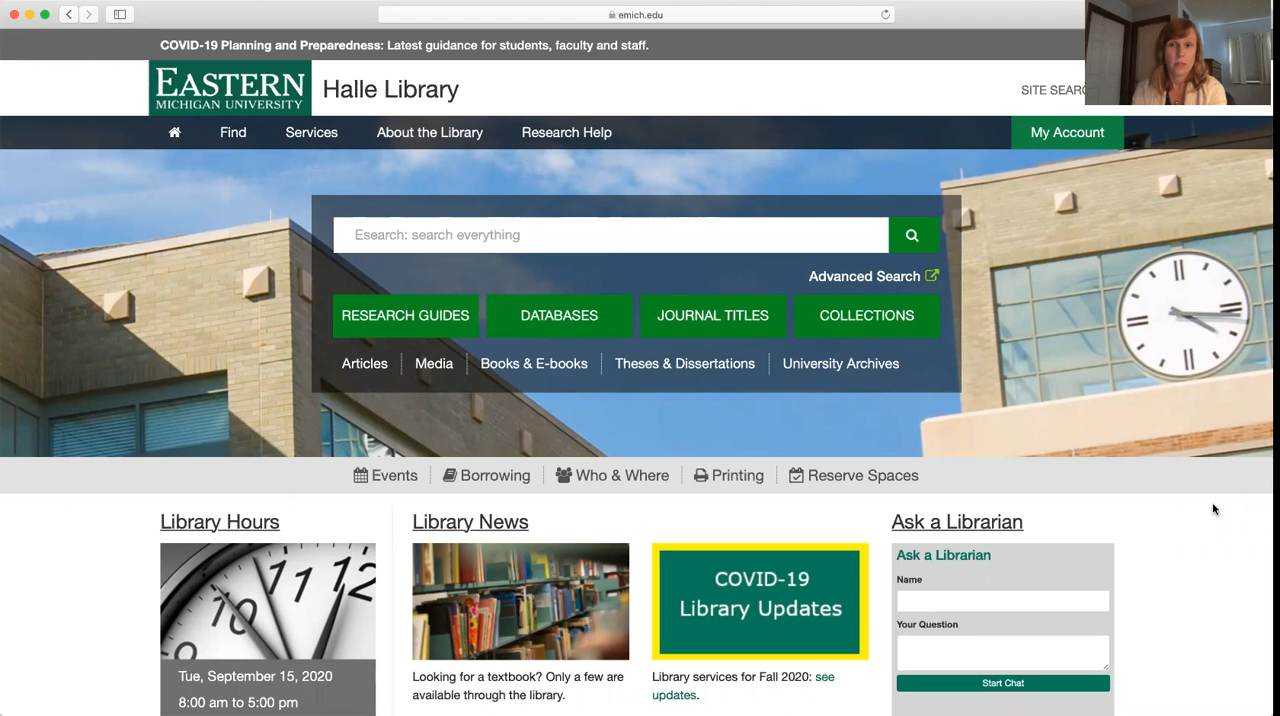 emich.edu
COVID-19 Planning and Preparedness: Latest guidance for students, faculty and staff.
EASTERN
MICHIGAN UNIVERSITY
Halle Library
SITE SEARC
Find
Services
About the Library
Research Help
My Account
Esearch: search everything
Advanced Search
RESEARCH GUIDES
DATABASES
JOURNAL TITLES
COLLECTIONS
Articles
Media
Books & E-books
Theses & Dissertations
University Archives
Events
Borrowing
Who & Where
Printing
Reserve Spaces
Library Hours
10 11 12
Tue, September 15, 2020
8:00 am to 5:00 pm
Library News
Looking for a textbook? Only a few are
available through the library.
COVID-19
Library Updates
Library services for Fall 2020: see
updates.
Ask a Librarian
Ask a Librarian
Name
Your Question
Start Chat